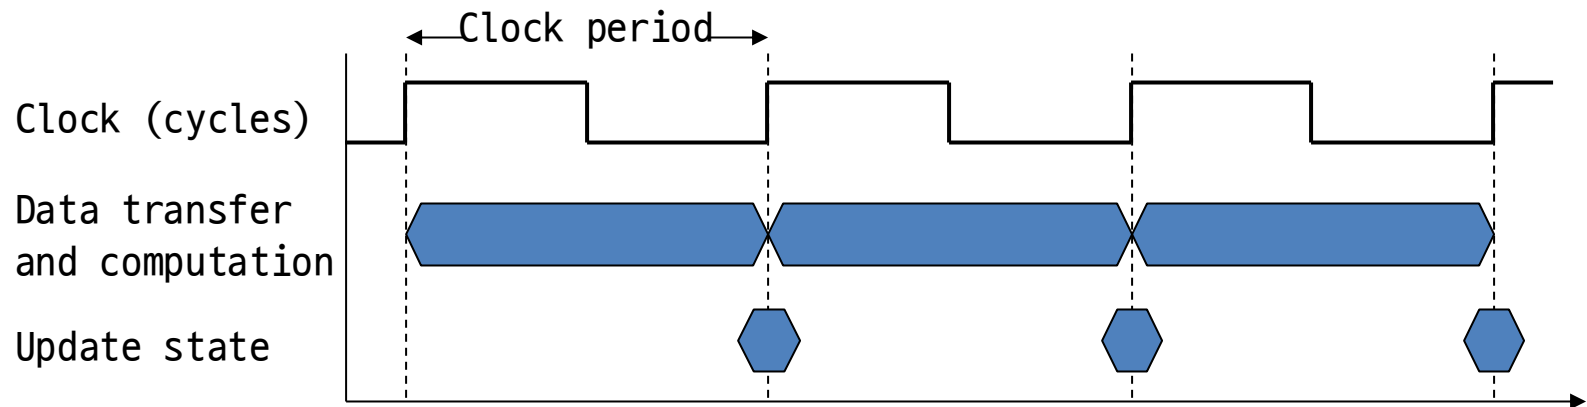 Clock period
Clock (cycles)
Data transfer
and computation
Update state